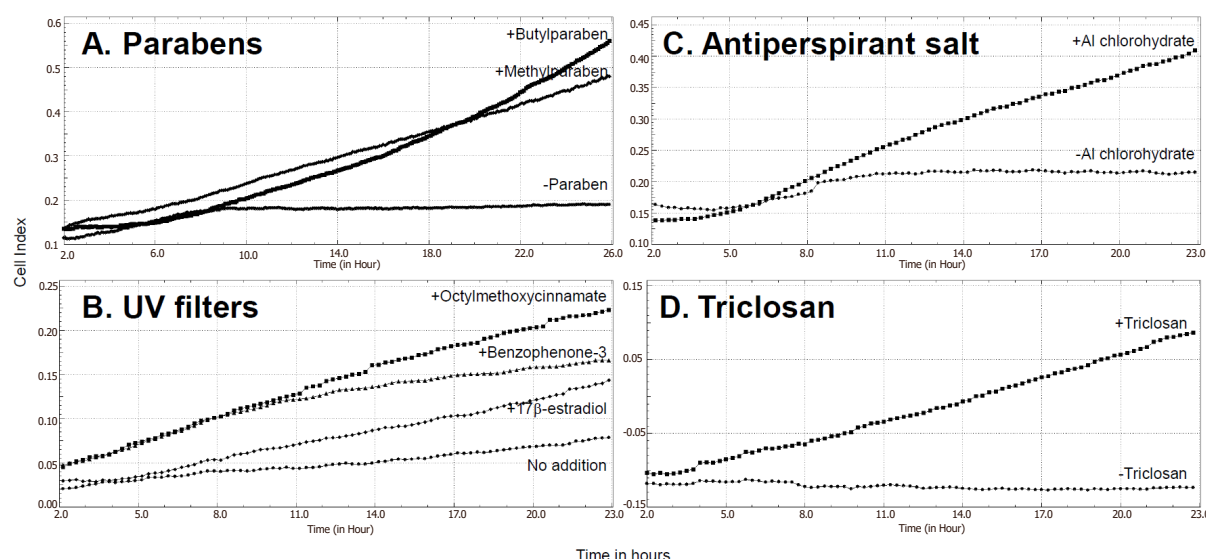 A. Parabens
0.6
0.5
0.4
0.3
0.2
0.1
+Butylparaben
+Methylparaben
-Paraben
2.0 6.0 10.0 14.0 18.0 22.0 26.0
Time (in Hour)
C. Antiperspirant salt
0.45
0.40
0.35
0.30
0.25
0.20
0.15
0.10
+Al chlorohydrate
-Al chlorohydrate
2.0 5.0 8.0 11.0 14.0 17.0 20.0 23.0
Time (in Hour)
Cell Index
B. UV filters
0.25
0.20
0.15
0.10
0.05
0.00
+Octylmethoxycinnamate
+Benzophenone-3
+17β-estradiol
No addition
2.0 5.0 8.0 11.0 14.0 17.0 20.0 23.0
Time (in Hour)
D. Triclosan
0.15
0.05
-0.05
-0.15
+Triclosan
-Triclosan
2.0 5.0 8.0 11.0 14.0 17.0 20.0 23.0
Time (in Hour)
Time in hours